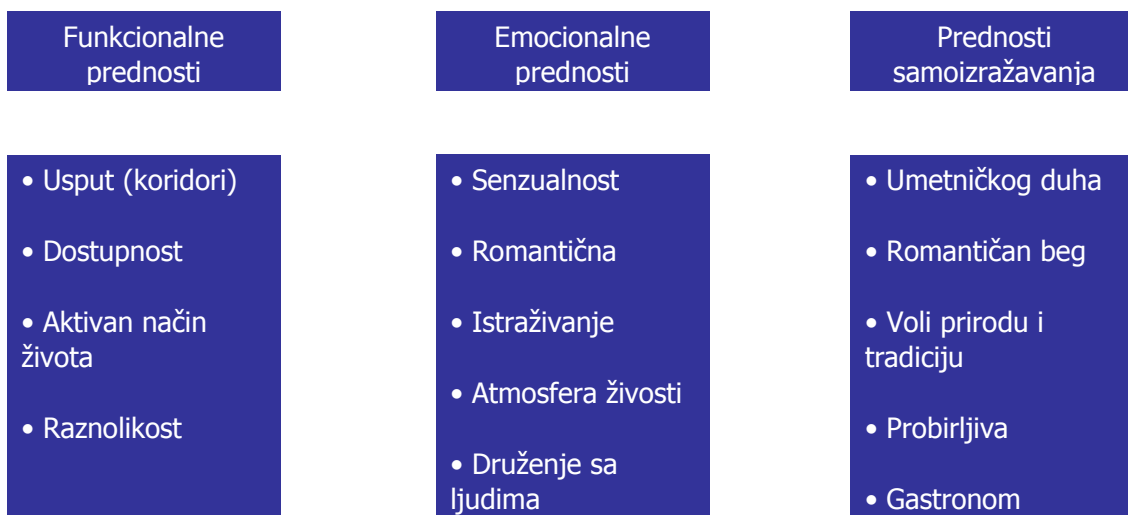 Funkcionalne
prednosti
Emocionalne
prednosti
Prednosti
samoizražavanja
• Usput (koridori)
• Dostupnost
• Aktivan način
života
• Raznolikost
• Senzualnost
• Romantična
• Istraživanje
• Atmosfera živosti
• Druženje sa
ljudima
• Umetničkog duha
• Romantičan beg
• Voli prirodu i
tradiciju
• Probirljiva
• Gastronom